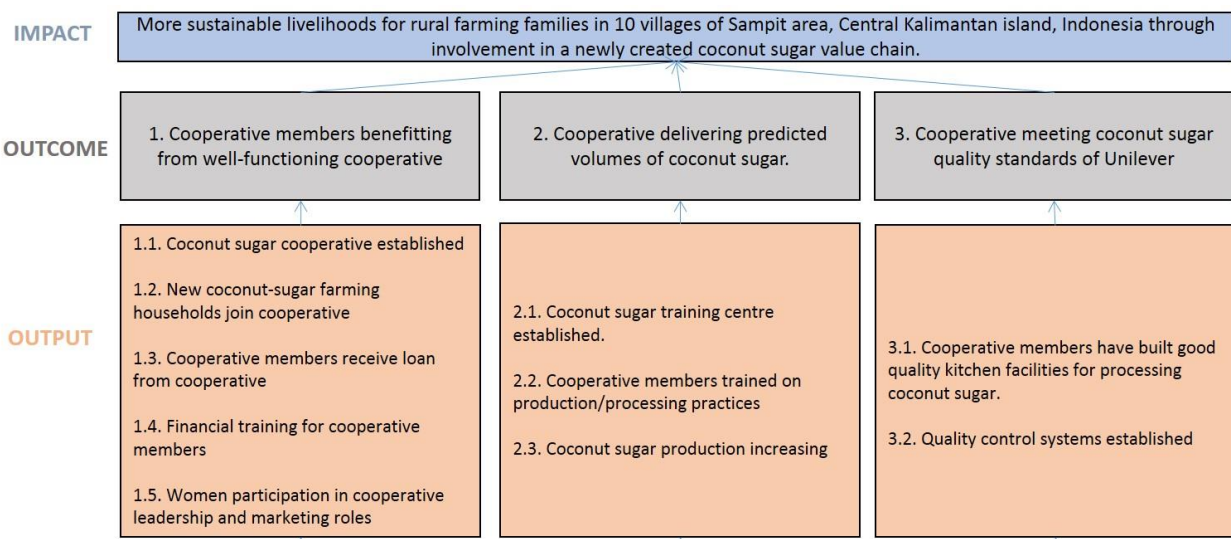 IMPACT
More sustainable livelihoods for rural farming families in 10 villages of Sampit area, Central Kalimantan island, Indonesia through
involvement in a newly created coconut sugar value chain.
OUTCOME
1. Cooperative members benefitting
from well-functioning cooperative
2. Cooperative delivering predicted
volumes of coconut sugar.
3. Cooperative meeting coconut sugar
quality standards of Unilever
OUTPUT
1.1. Coconut sugar cooperative established
1.2. New coconut-sugar farming
households join cooperative
1.3. Cooperative members receive loan
from cooperative
1.4. Financial training for cooperative
members
1.5. Women participation in cooperative
leadership and marketing roles
2.1. Coconut sugar training centre
established.
2.2. Cooperative members trained on
production/processing practices
2.3. Coconut sugar production increasing
3.1. Cooperative members have built good
quality kitchen facilities for processing
coconut sugar.
3.2. Quality control systems established